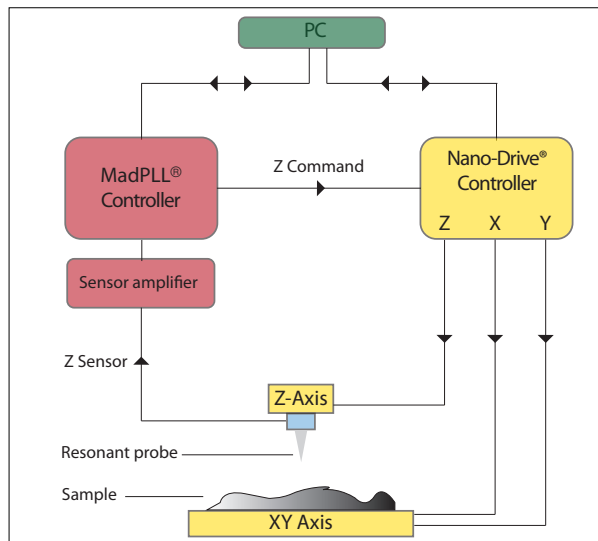 PC
MadPLL®
Controller
Z Command
Nano-Drive®
Controller
Z X Y
Sensor amplifier
Z Sensor
Z-Axis
Resonant probe
Sample
XY Axis